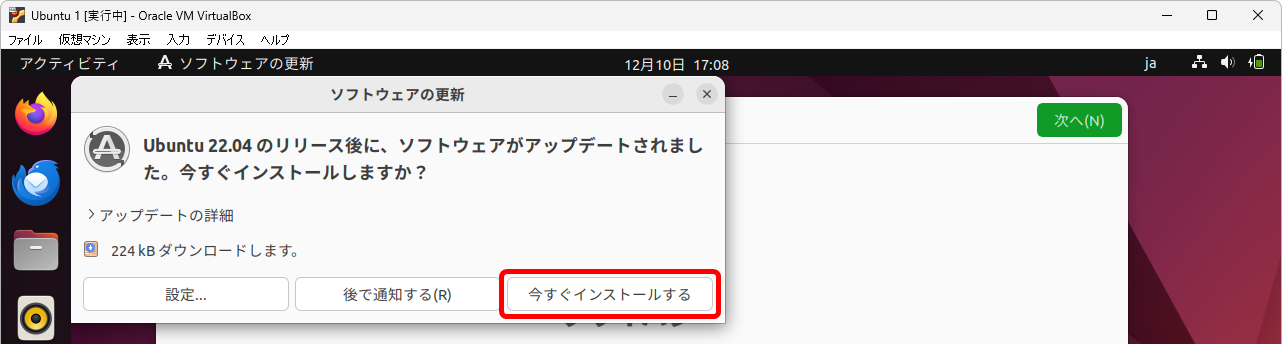 Ubuntu 1 [実行中] - Oracle VM VirtualBox
ファイル 仮想マシン 表示 入力 デバイス ヘルプ
アクティビティ ソフトウェアの更新 12月10日 17:08 ja
ソフトウェアの更新
次へ(N)
Ubuntu 22.04 のリリース後に、ソフトウェアがアップデートされまし
た。今すぐインストールしますか？
アップデートの詳細
224 kB ダウンロードします。
設定... 後で通知する(R) 今すぐインストールする